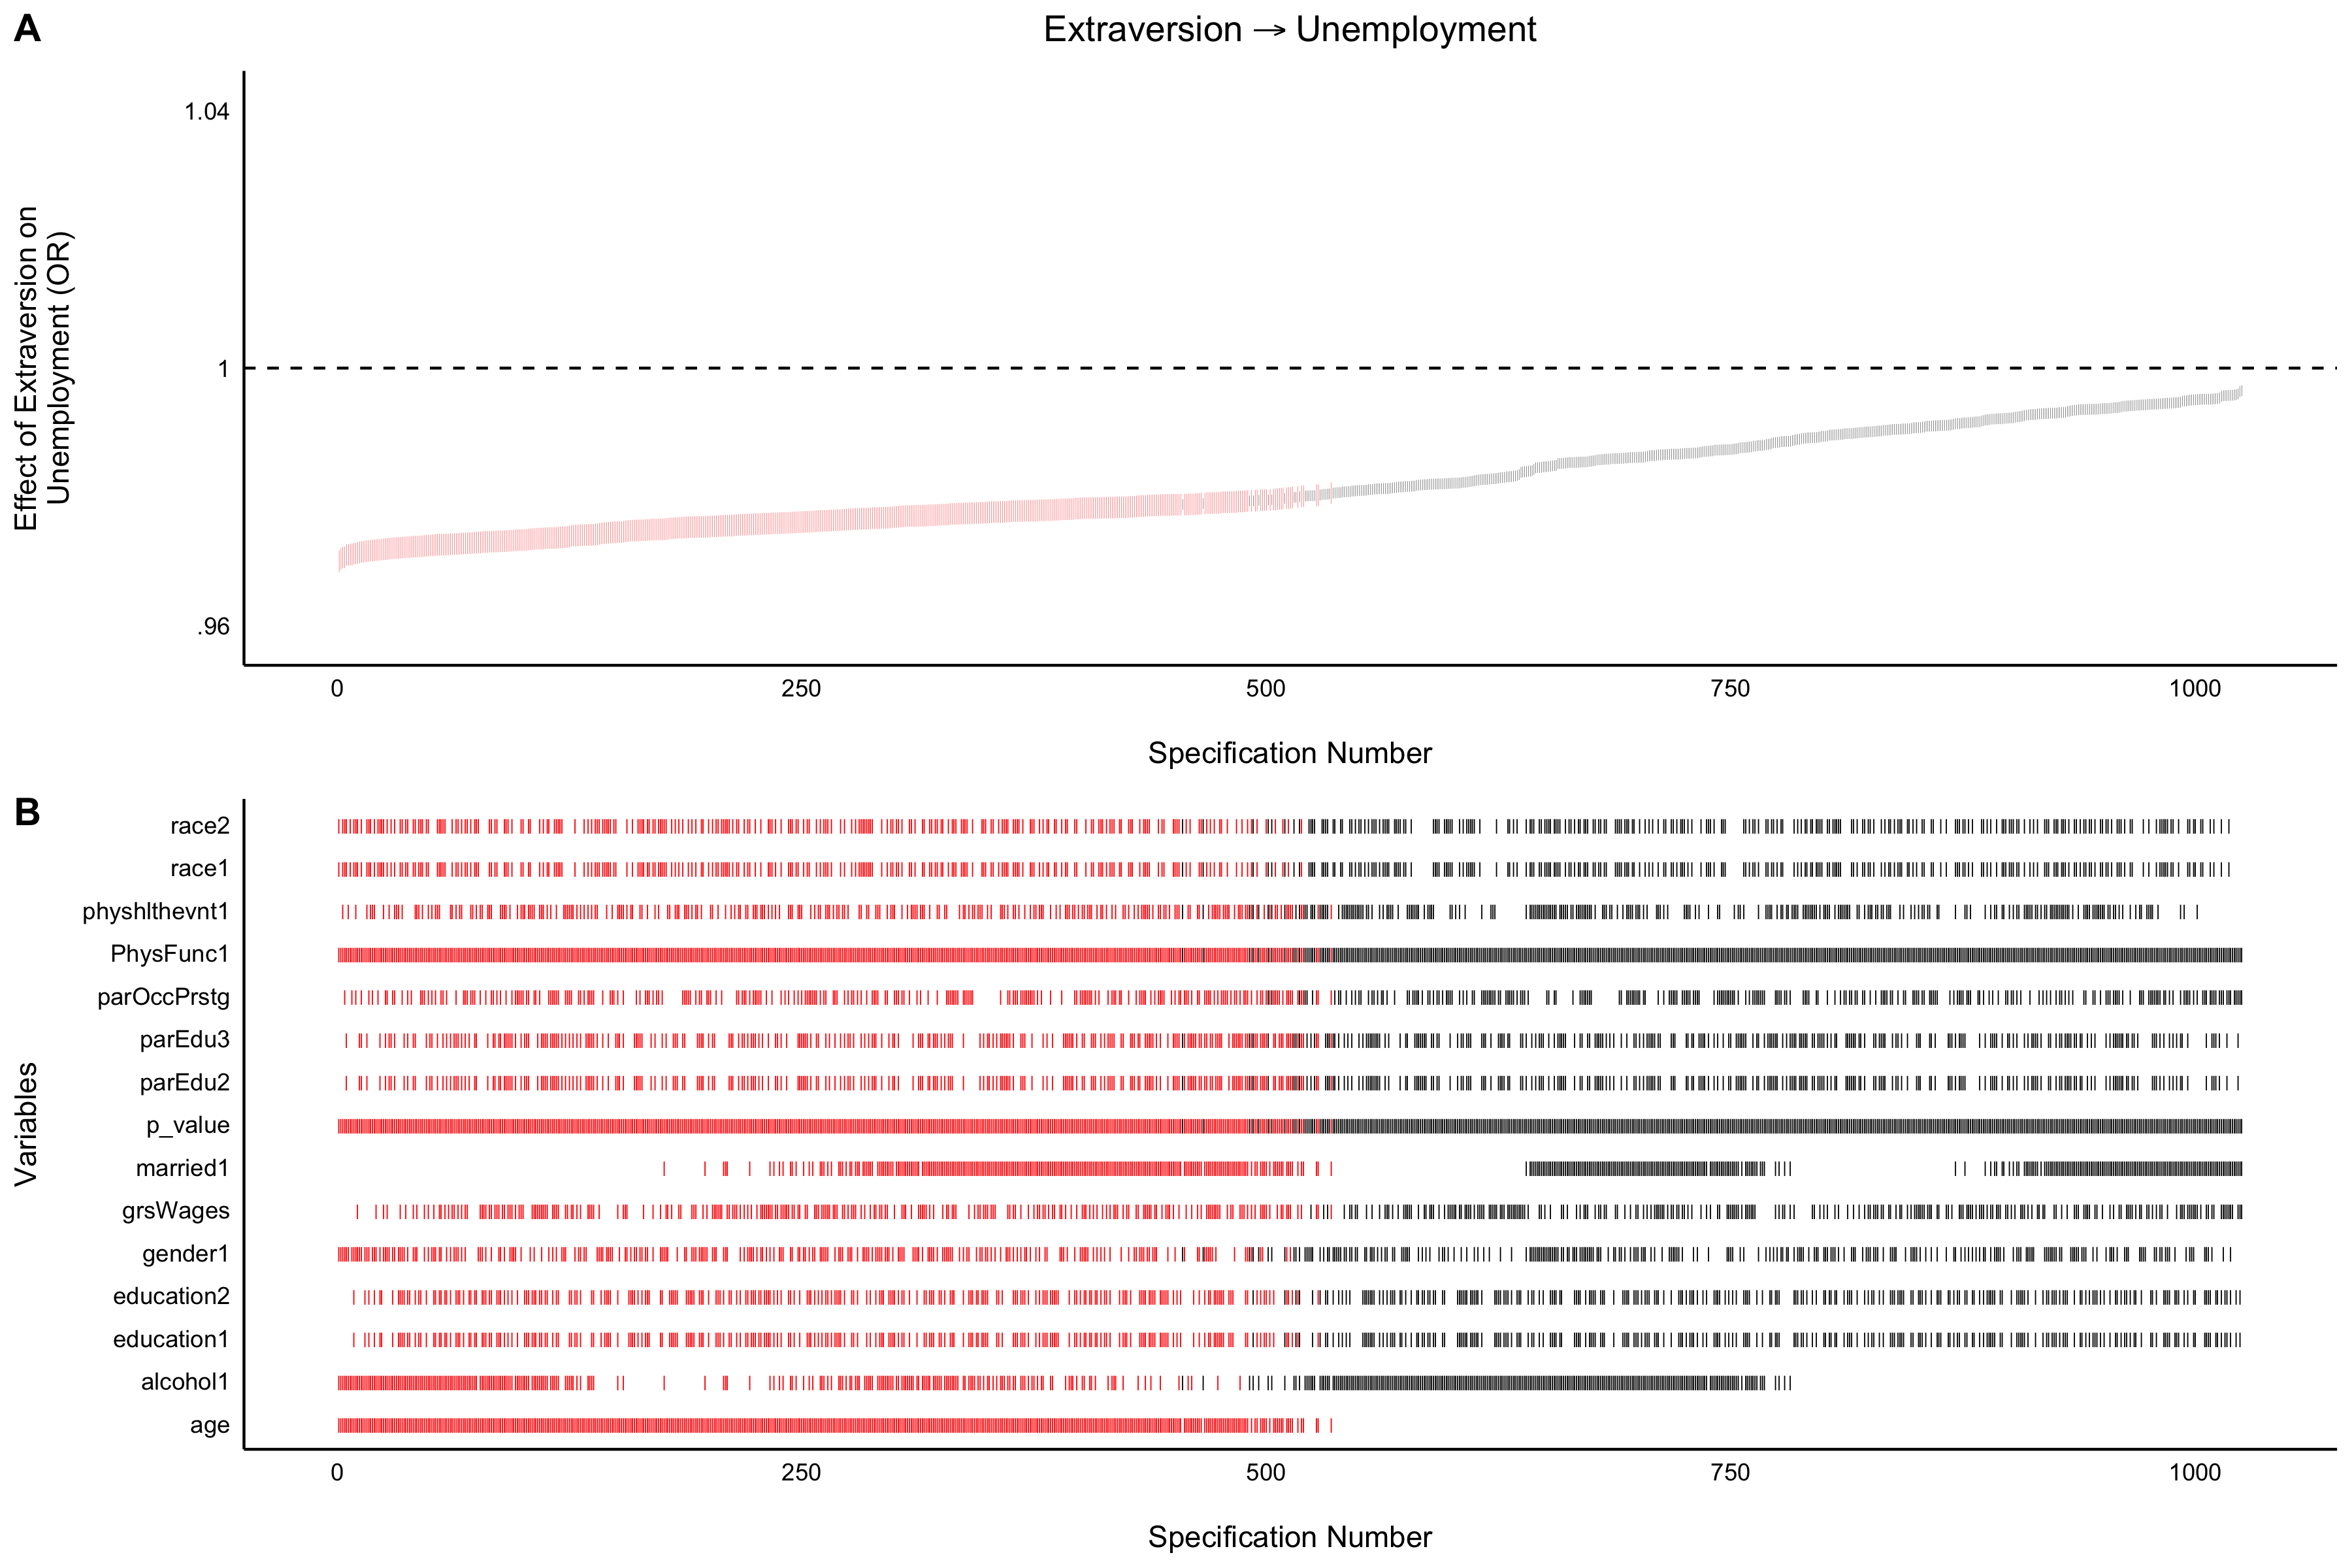 A
Extraversion → Unemployment
Effect of Extraversion on
Unemployment (OR)
1.04
1
.96
0 250 500 750 1000
Specification Number
B
Variables
race2
race1
physhlthevnt1
PhysFunc1
parOccPrstg
parEdu3
parEdu2
p_value
married1
grsWages
gender1
education2
education1
alcohol1
age
0 250 500 750 1000
Specification Number